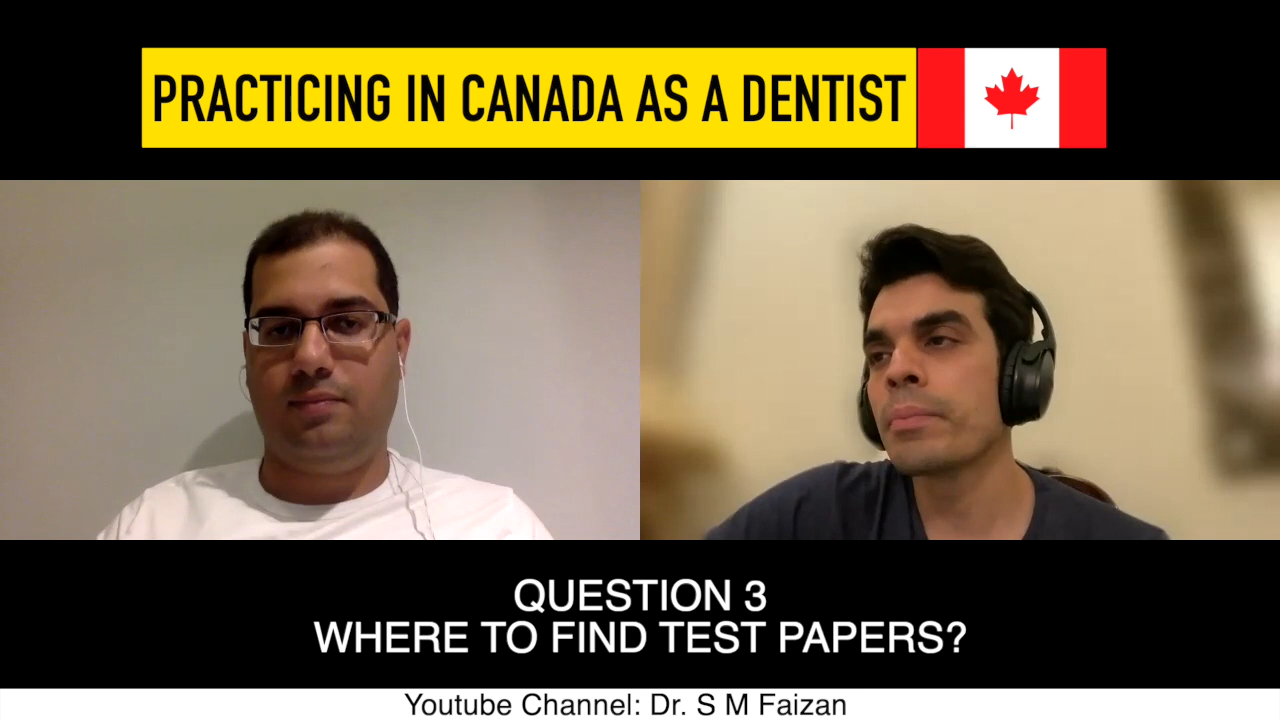 PRACTICING IN CANADA AS A DENTIST
QUESTION 3
WHERE TO FIND TEST PAPERS?
Youtube Channel: Dr. S M Faizan